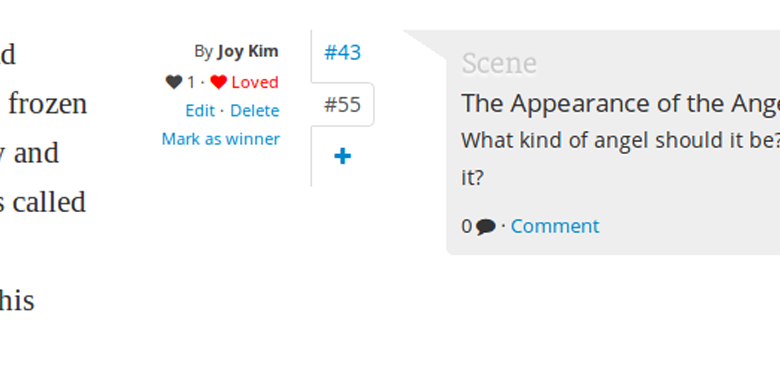 d
frozen
y and
s called
his
By Joy Kim
1 · Loved
Edit · Delete
Mark as winner
#43
#55
Scene
The Appearance of the Ange
What kind of angel should it be?
it?
0 · Comment